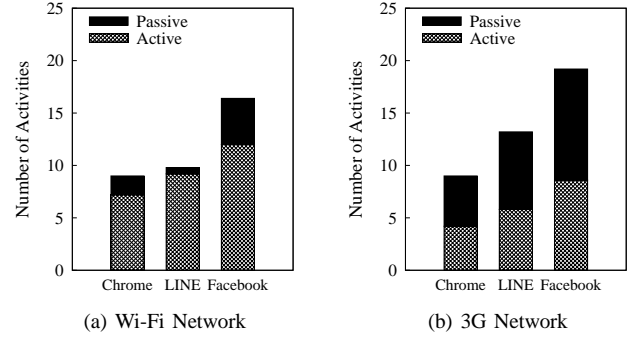 25
20
15
10
5
0
Number of Activities
Passive
Active
Chrome LINE Facebook
(a) Wi-Fi Network
25
20
15
10
5
0
Number of Activities
Passive
Active
Chrome LINE Facebook
(b) 3G Network